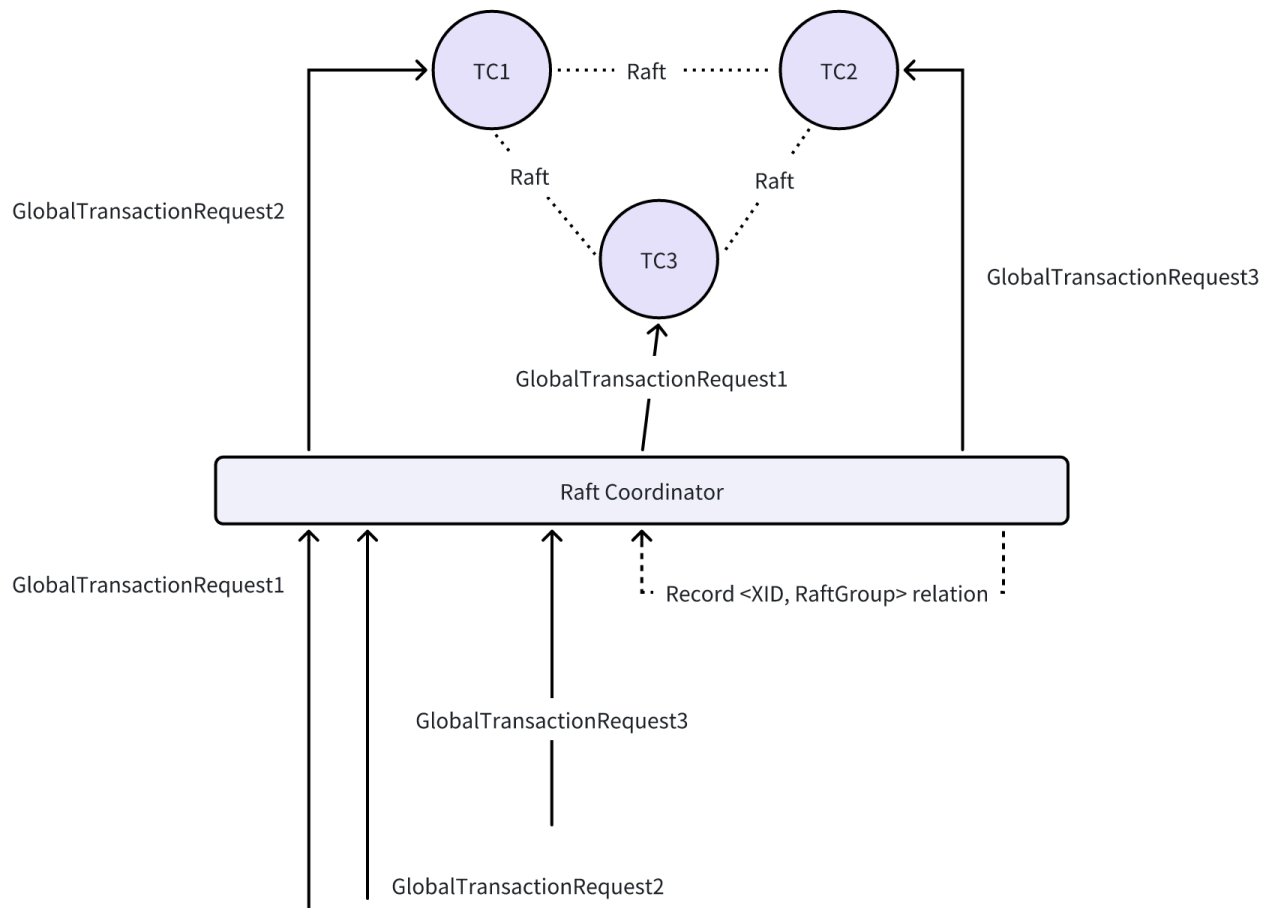 TC1
Raft
TC2
Raft
Raft
GlobalTransactionRequest2
TC3
GlobalTransactionRequest3
GlobalTransactionRequest1
Raft Coordinator
GlobalTransactionRequest1
Record <XID, RaftGroup> relation
GlobalTransactionRequest3
GlobalTransactionRequest2